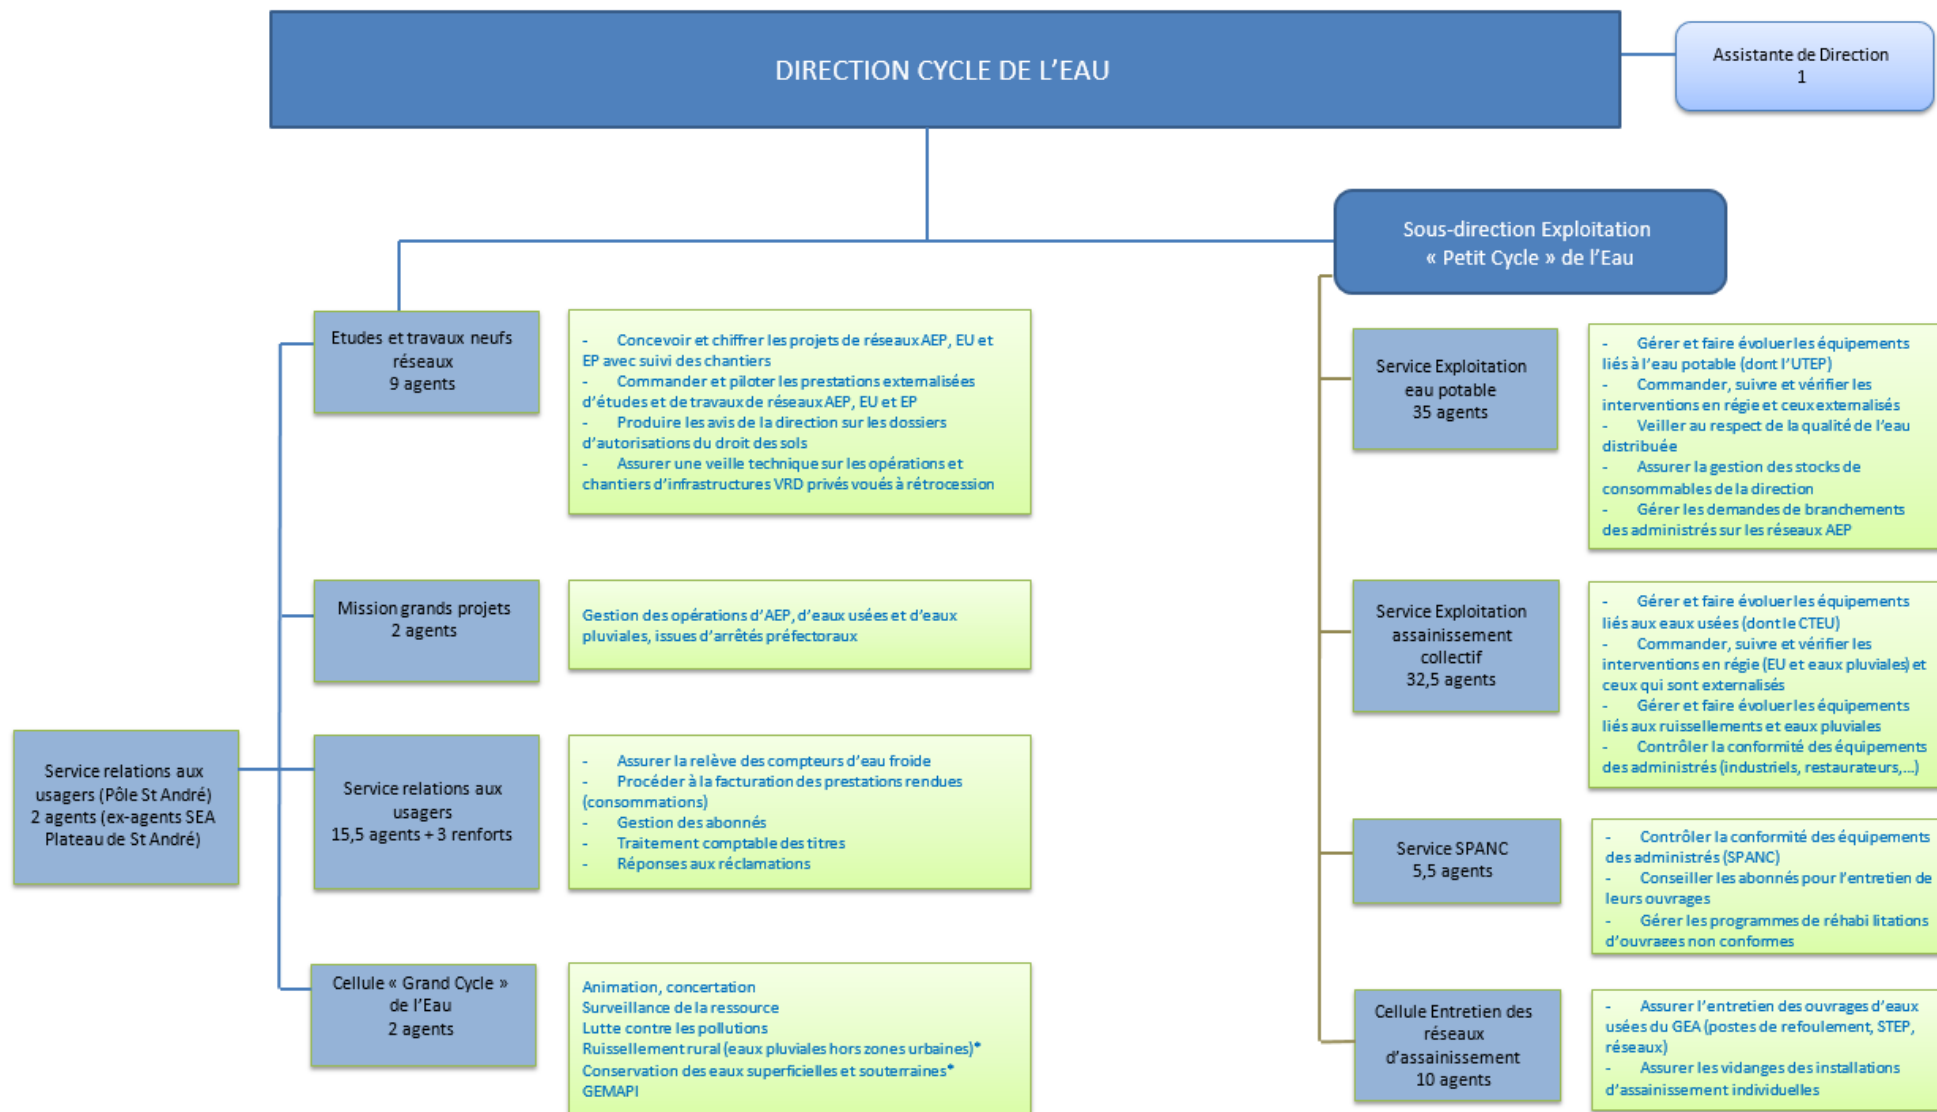 DIRECTION CYCLE DE L'EAU
Assistante de Direction
1
Sous-direction Exploitation
« Petit Cycle » de l'Eau
Etudes et travaux neufs
réseaux
9 agents
- Concevoir et chiffrer les projets de réseaux AEP, EU et
EP avec suivi des chantiers
- Commander et piloter les prestations externalisées
d'études et de travaux de réseaux AEP, EU et EP
- Produire les avis de la direction sur les dossiers
d'autorisations du droit des sols
- Assurer une veille technique sur les opérations et
chantiers d'infrastructures VRD privés voués à rétrocession
Mission grands projets
2 agents
Gestion des opérations d'AEP, d'eaux usées et d'eaux
pluviales, issues d'arrêtés préfectoraux
Service relations aux
usagers (Pôle St André)
2 agents (ex-agents SEA
Plateau de St André)
Service relations aux
usagers
15,5 agents + 3 renforts
- Assurer la relève des compteurs d'eau froide
- Procéder à la facturation des prestations rendues
(consommations)
- Gestion des abonnés
- Traitement comptable des titres
- Réponses aux réclamations
Cellule « Grand Cycle »
de l'Eau
2 agents
Animation, concertation
Surveillance de la ressource
Lutte contre les pollutions
Ruissellement rural (eaux pluviales hors zones urbaines)*
Conservation des eaux superficielles et souterraines*
GEMAPI
Service Exploitation
eau potable
35 agents
- Gérer et faire évoluer les équipements
liés à l'eau potable (dont l'UTEP)
- Commander, suivre et vérifier les
interventions en régie et ceux externalisés
- Veiller au respect de la qualité de l'eau
distribuée
- Assurer la gestion des stocks de
consommables de la direction
- Gérer les demandes de branchements
des administrés sur les réseaux AEP
Service Exploitation
assainissement
collectif
32,5 agents
- Gérer et faire évoluer les équipements
liés aux eaux usées (dont le CTEU)
- Commander, suivre et vérifier les
interventions en régie (EU et eaux pluviales) et
ceux qui sont externalisés
- Gérer et faire évoluer les équipements
liés aux ruissellements et eaux pluviales
- Contrôler la conformité des équipements
des administrés (industriels, restaurateurs,...)
Service SPANC
5,5 agents
- Contrôler la conformité des équipements
des administrés (SPANC)
- Conseiller les abonnés pour l'entretien de
leurs ouvrages
- Gérer les programmes de réhabilitations
d'ouvrages non conformes
Cellule Entretien des
réseaux
d'assainissement
10 agents
- Assurer l'entretien des ouvrages d'eaux
usées du GEA (postes de refoulement, STEP,
réseaux)
- Assurer les vidanges des installations
d'assainissement individuelles